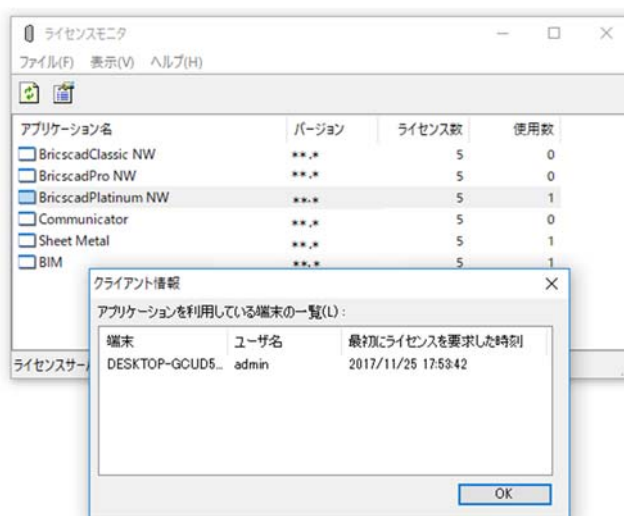 ライセンスモニタ
ファイル(F) 表示(V) ヘルプ(H)
アプリケーション名 バージョン ライセンス数 使用数
BricscadClassic NW **.* 5 0
BricscadPro NW **.* 5 0
BricscadPlatinum NW **.* 5 1
Communicator **.* 5 0
Sheet Metal **.* 5 1
BIM **.* 5 1
クライアント情報
アプリケーションを利用している端末の一覧(L):
端末 ユーザ名 最初にライセンスを要求した時刻
DESKTOP-GCUD5... admin 2017/11/25 17:53:42
ライセンスサー
OK